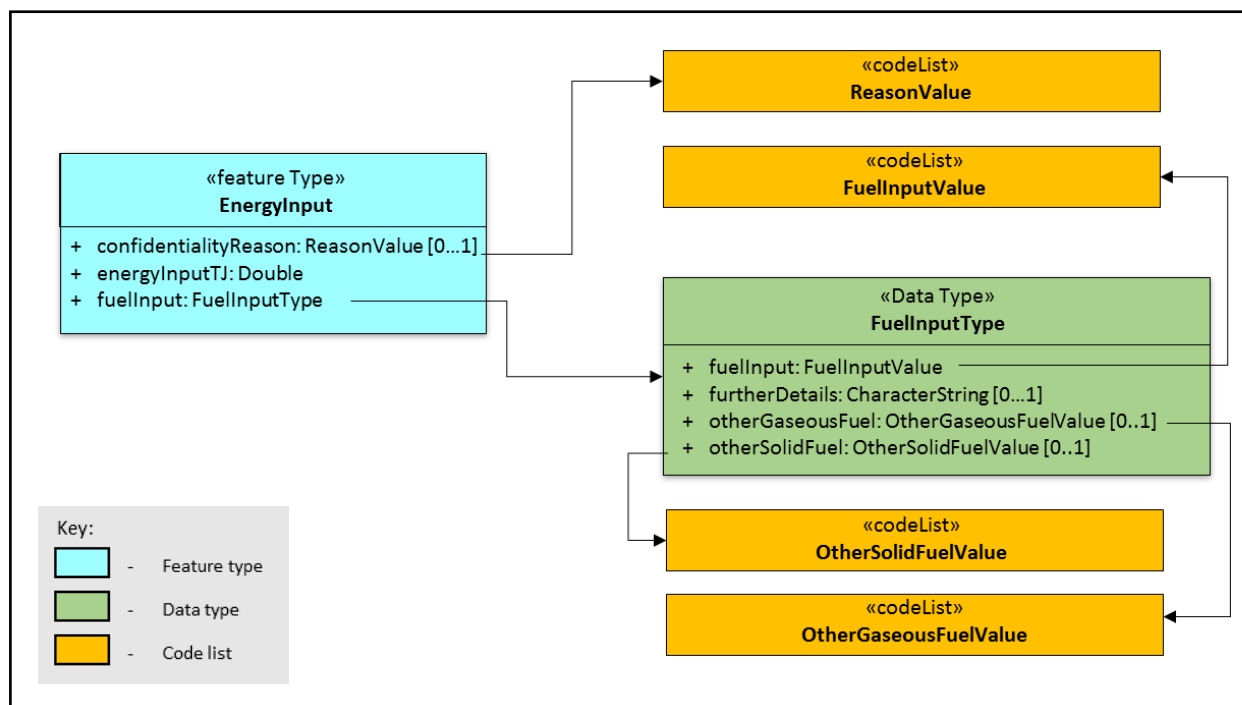 «feature Type»
EnergyInput
+ confidentialityReason: ReasonValue [0...1]
+ energyInputTJ: Double
+ fuelInput: FuelInputType
«codeList»
ReasonValue
«codeList»
FuelInputValue
«Data Type»
FuelInputType
+ fuelInput: FuelInputValue
+ furtherDetails: CharacterString [0...1]
+ otherGaseousFuel: OtherGaseousFuelValue [0..1]
+ otherSolidFuel: OtherSolidFuelValue [0..1]
«codeList»
OtherSolidFuelValue
«codeList»
OtherGaseousFuelValue
Key:
- Feature type
- Data type
- Code list